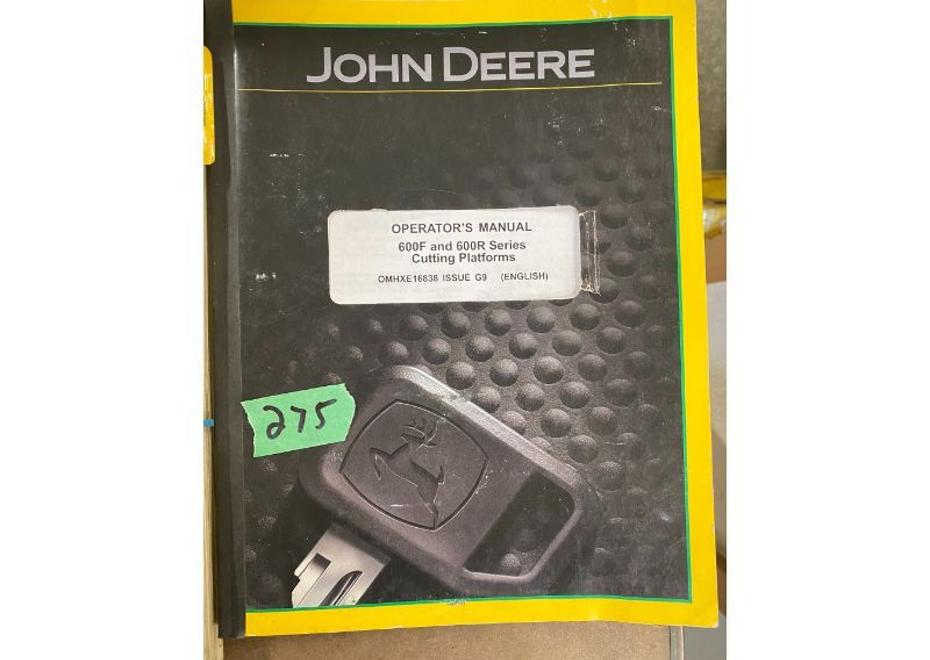 JOHN DEERE
OPERATOR'S MANUAL
600F and 600R Series
Cutting Platforms
OMHXE16838 ISSUE G9 (ENGLISH)
275